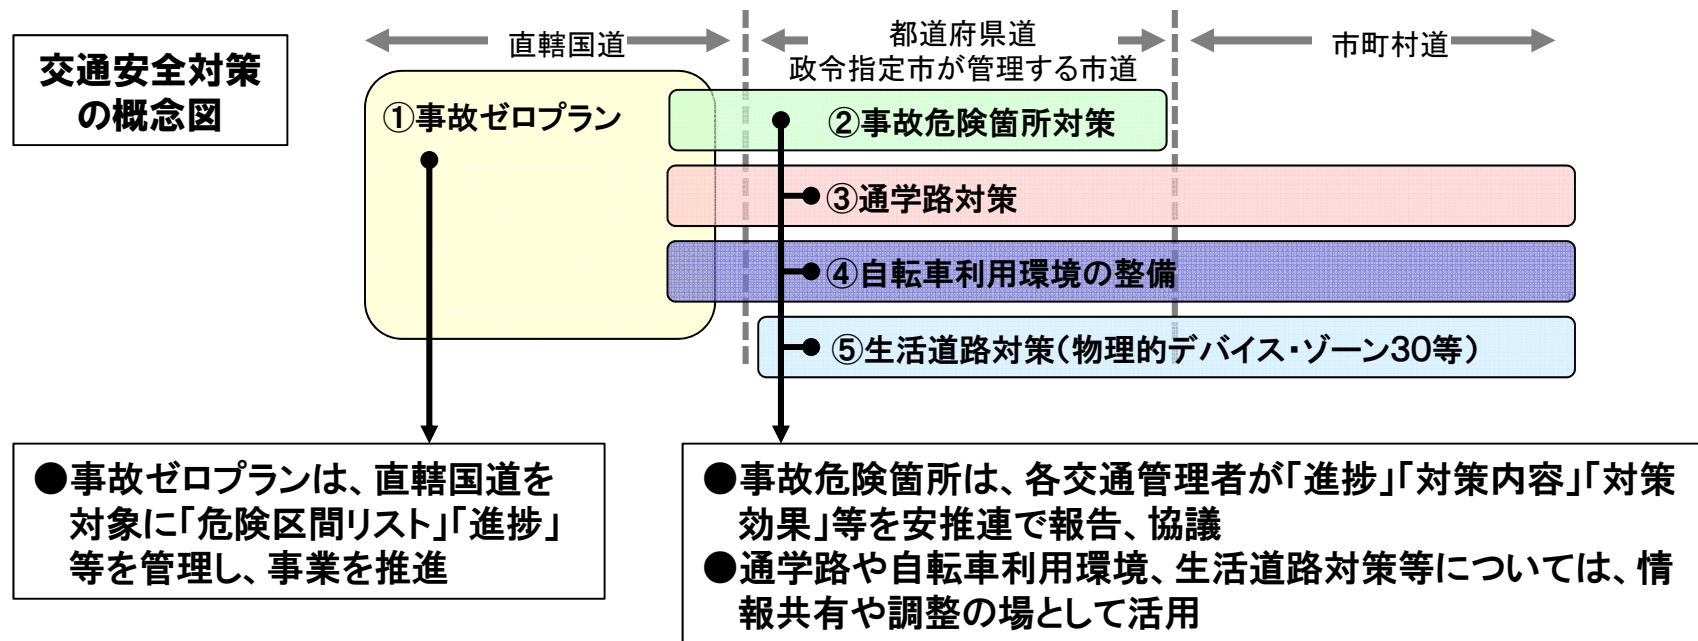 交通安全対策
の概念図
直轄国道
都道府県道
政令指定市が管理する市道
市町村道
①事故ゼロプラン
②事故危険箇所対策
③通学路対策
④自転車利用環境の整備
⑤生活道路対策(物理的デバイス・ゾーン30等)
●事故ゼロプランは、直轄国道を
対象に「危険区間リスト」「進捗」
等を管理し、事業を推進
●事故危険箇所は、各交通管理者が「進捗」「対策内容」「対策
効果」等を安推連で報告、協議
●通学路や自転車利用環境、生活道路対策等については、情
報共有や調整の場として活用